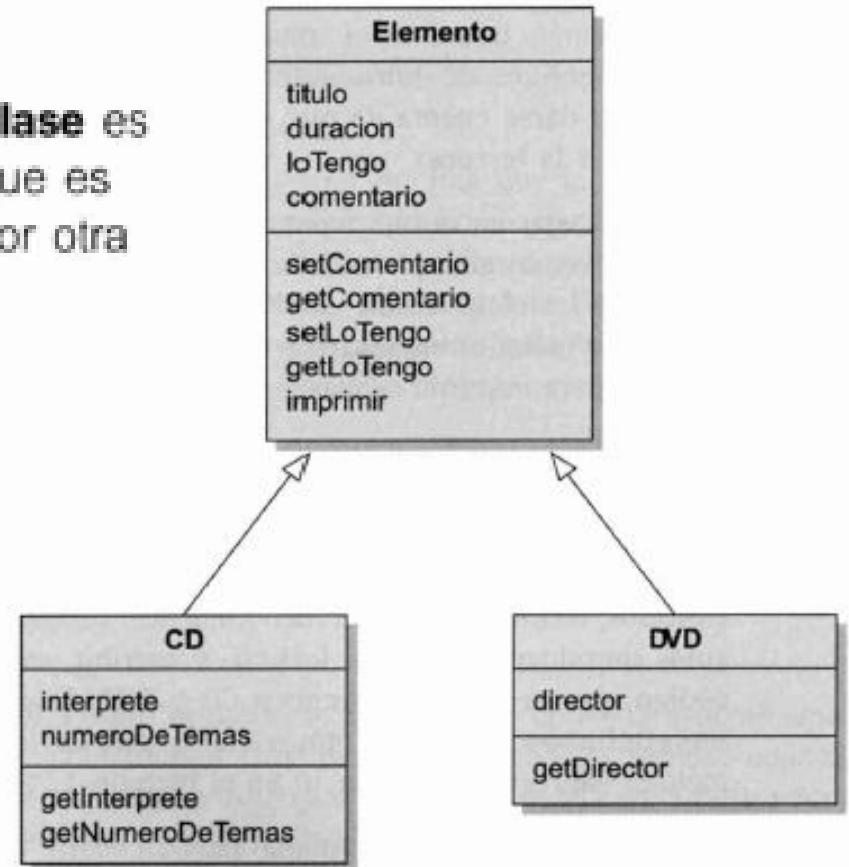 lase es
ue es
or otra
Elemento
titulo
duracion
loTengo
comentario
setComentario
getComentario
setLoTengo
getLoTengo
imprimir
CD
interprete
numeroDeTemas
getInterprete
getNumeroDeTemas
DVD
director
getDirector